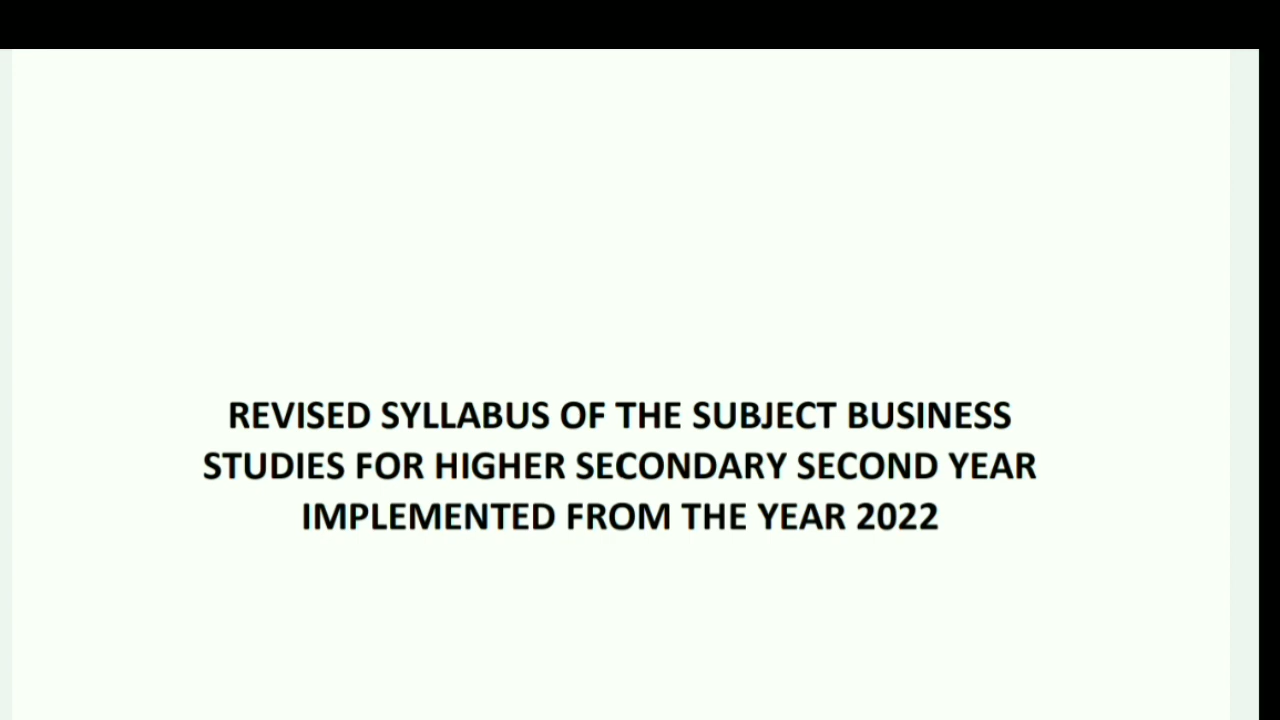 REVISED SYLLABUS OF THE SUBJECT BUSINESS
STUDIES FOR HIGHER SECONDARY SECOND YEAR
IMPLEMENTED FROM THE YEAR 2022